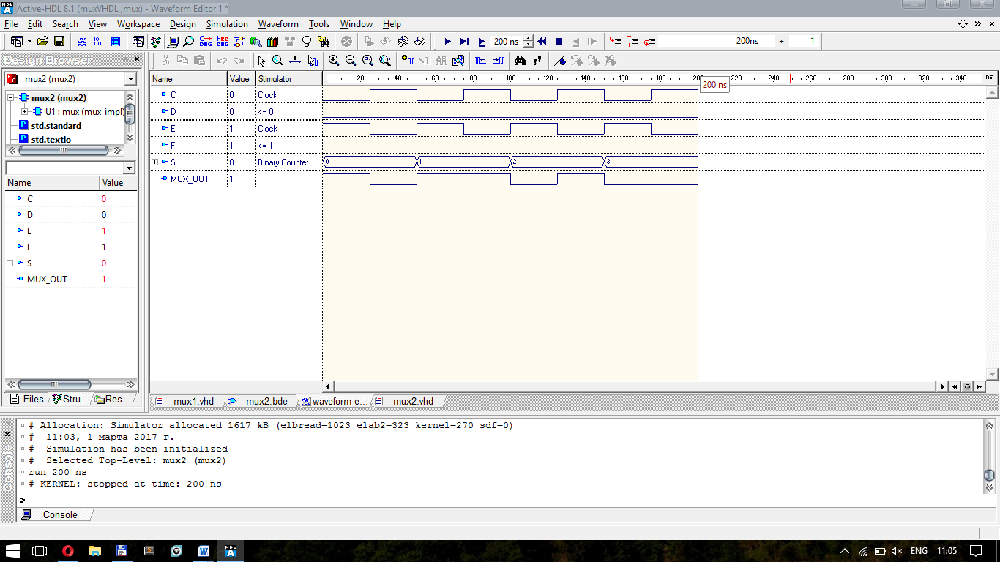 Active-HDL 8.1 (muxVHDL ,mux) - Waveform Editor 1 *
File Edit Search View Workspace Design Simulation Waveform Tools Window Help
200 ns 200ns + 1
Design Browser
mux2 (mux2)
mux2 (mux2)
U1 : mux (mux_impl)
std.standard
std.textio
Name Value
C 0
D 0
E 1
F 1
S 0
MUX_OUT 1
Files Stru... Res...
Name Value Stimulator 20 40 60 80 100 120 140 160 180 200 220 240 260 280 300 320 340 ns
200 ns
C 0 Clock
D 0 <= 0
E 1 Clock
F 1 <= 1
S 0 Binary Counter 0 1 2 3
MUX_OUT 1
mux1.vhd mux2.bde waveform e... mux2.vhd
# Allocation: Simulator allocated 1617 kB (elbread=1023 elab2=323 kernel=270 sdf=0)
# 11:03, 1 марта 2017 г.
# Simulation has been initialized
# Selected Top-Level: mux2 (mux2)
run 200 ns
# KERNEL: stopped at time: 200 ns
>
Console
Console
HDL A ENG 11:05